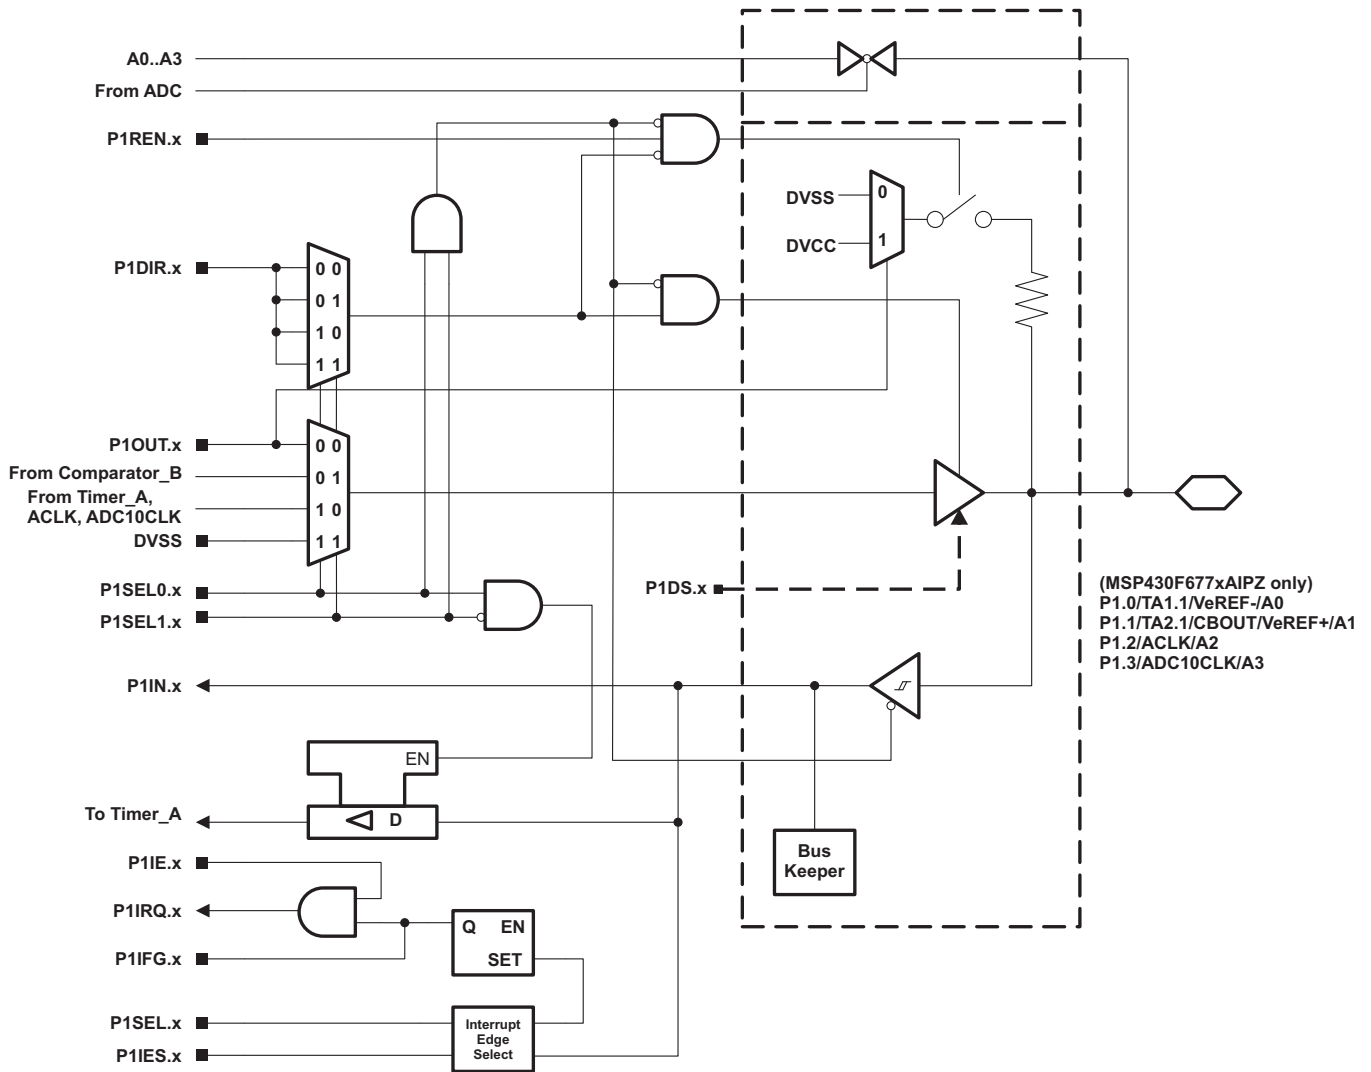 A0..A3
From ADC
P1REN.x
DVSS
0
DVCC
1
P1DIR.x
0 0
0 1
1 0
1 1
P1OUT.x
0 0
From Comparator_B
0 1
From Timer_A,
ACLK, ADC10CLK
1 0
DVSS
1 1
P1SEL0.x
P1SEL1.x
P1DS.x
(MSP430F677xAIPZ only)
P1.0/TA1.1/VeREF-/A0
P1.1/TA2.1/CBOUT/VeREF+/A1
P1.2/ACLK/A2
P1.3/ADC10CLK/A3
P1IN.x
EN
To Timer_A
D
Bus
Keeper
P1IE.x
P1IRQ.x
Q EN
SET
P1IFG.x
P1SEL.x
P1IES.x
Interrupt
Edge
Select